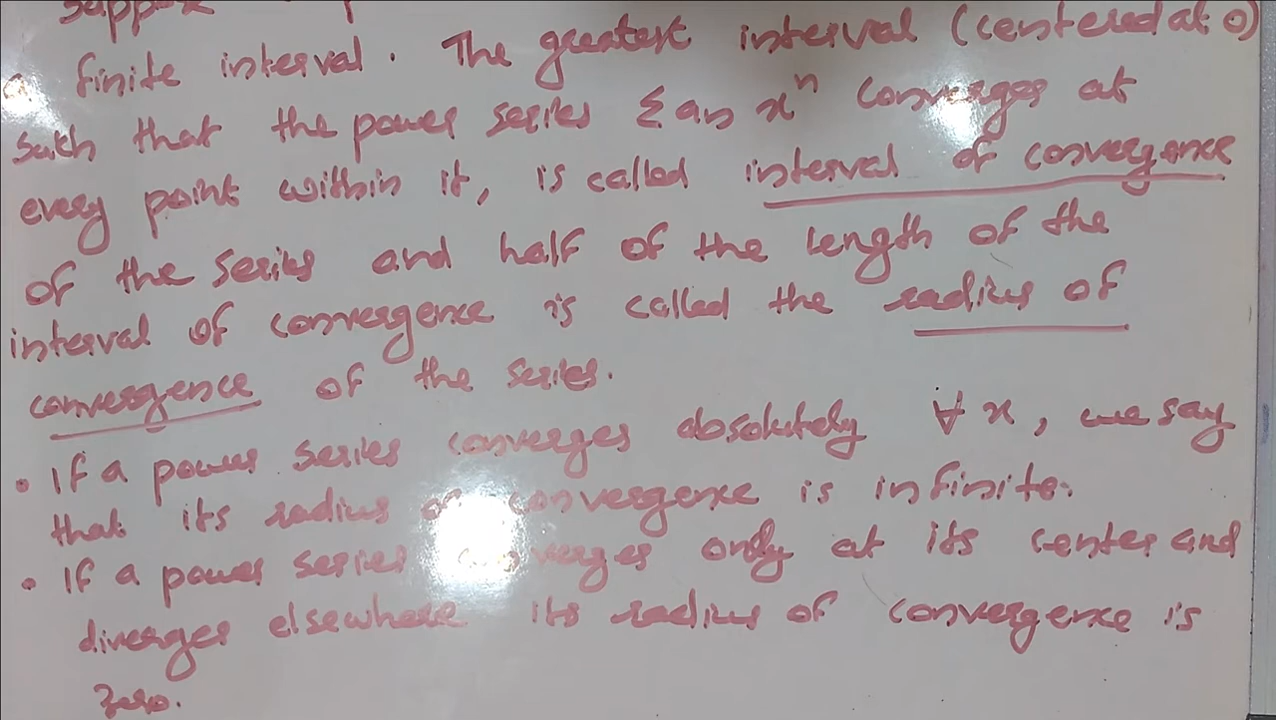 finite interval. The greatest interval (centered at 0)
such that the power series Σ an xⁿ converges at
every point within it, is called interval of convergence
of the series and half of the length of the
interval of convergence is called the radius of
convergence of the series.
• If a power series converges absolutely ∀ x, we say
that its radius of convergence is infinite.
• If a power series converges only at its center and
diverges elsewhere its radius of convergence is
zero.